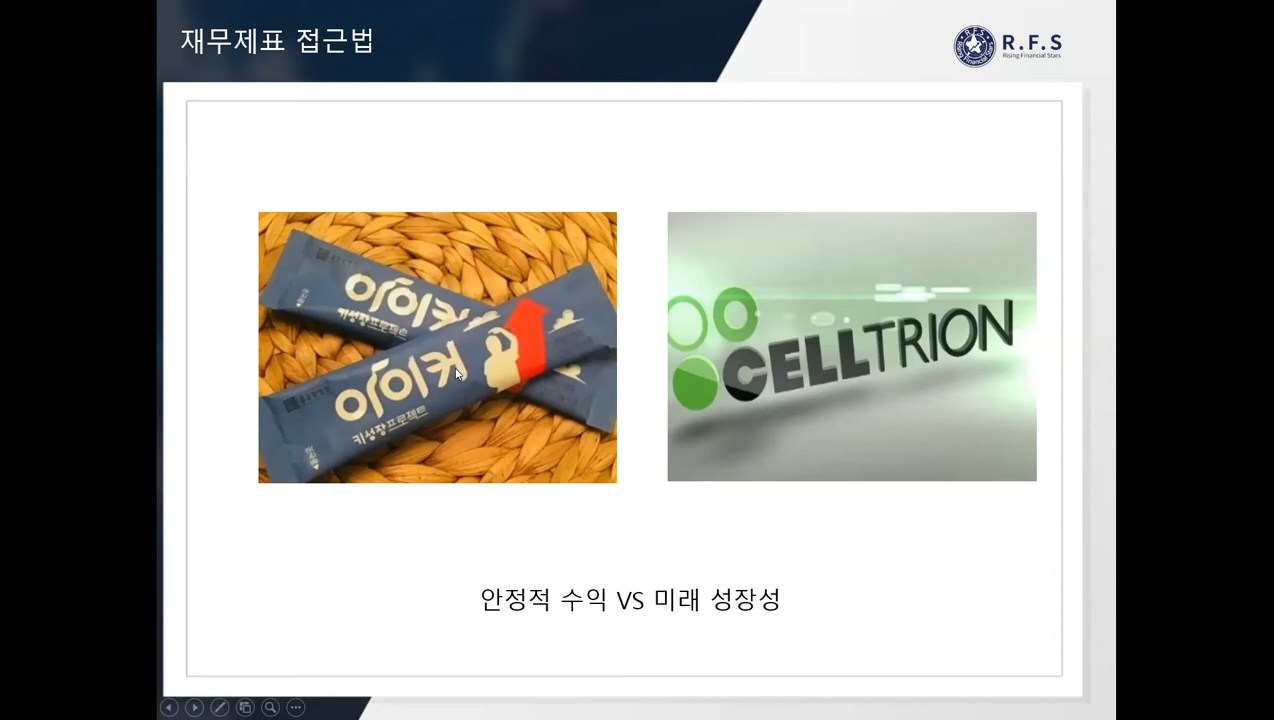 재무제표 접근법
R.F.S
Rising Financial Stars
아이커
키성장프로젝트
아이커
키성장프로젝트
CELLTRION
안정적 수익 VS 미래 성장성